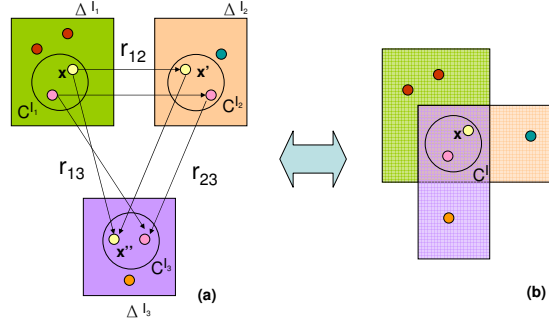 Δ I₁
Δ I₂
r₁₂
x
x'
C^I₁
C^I₂
r₁₃
r₂₃
x
C^I
x''
C^I₃
(a)
(b)
Δ I₃